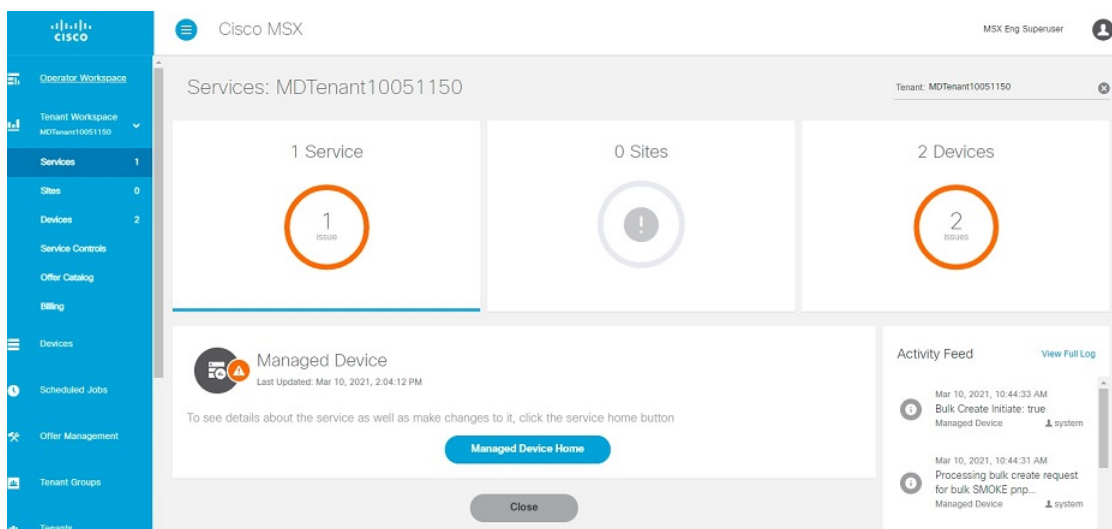 CISCO
Cisco MSX
MSX Eng Superuser
Operator Workspace
Tenant Workspace
MDTenant10051150
Services 1
Sites 0
Devices 2
Service Controls
Offer Catalog
Billing
Devices
Scheduled Jobs
Offer Management
Tenant Groups
Tenants
Services: MDTenant10051150
Tenant: MDTenant10051150
1 Service
1
issue
0 Sites
!
2 Devices
2
issues
Managed Device
Last Updated: Mar 10, 2021, 2:04:12 PM
To see details about the service as well as make changes to it, click the service home button
Managed Device Home
Close
Activity Feed
View Full Log
Mar 10, 2021, 10:44:33 AM
Bulk Create Initiate: true
Managed Device system
Mar 10, 2021, 10:44:31 AM
Processing bulk create request
for bulk SMOKE pnp...
Managed Device system